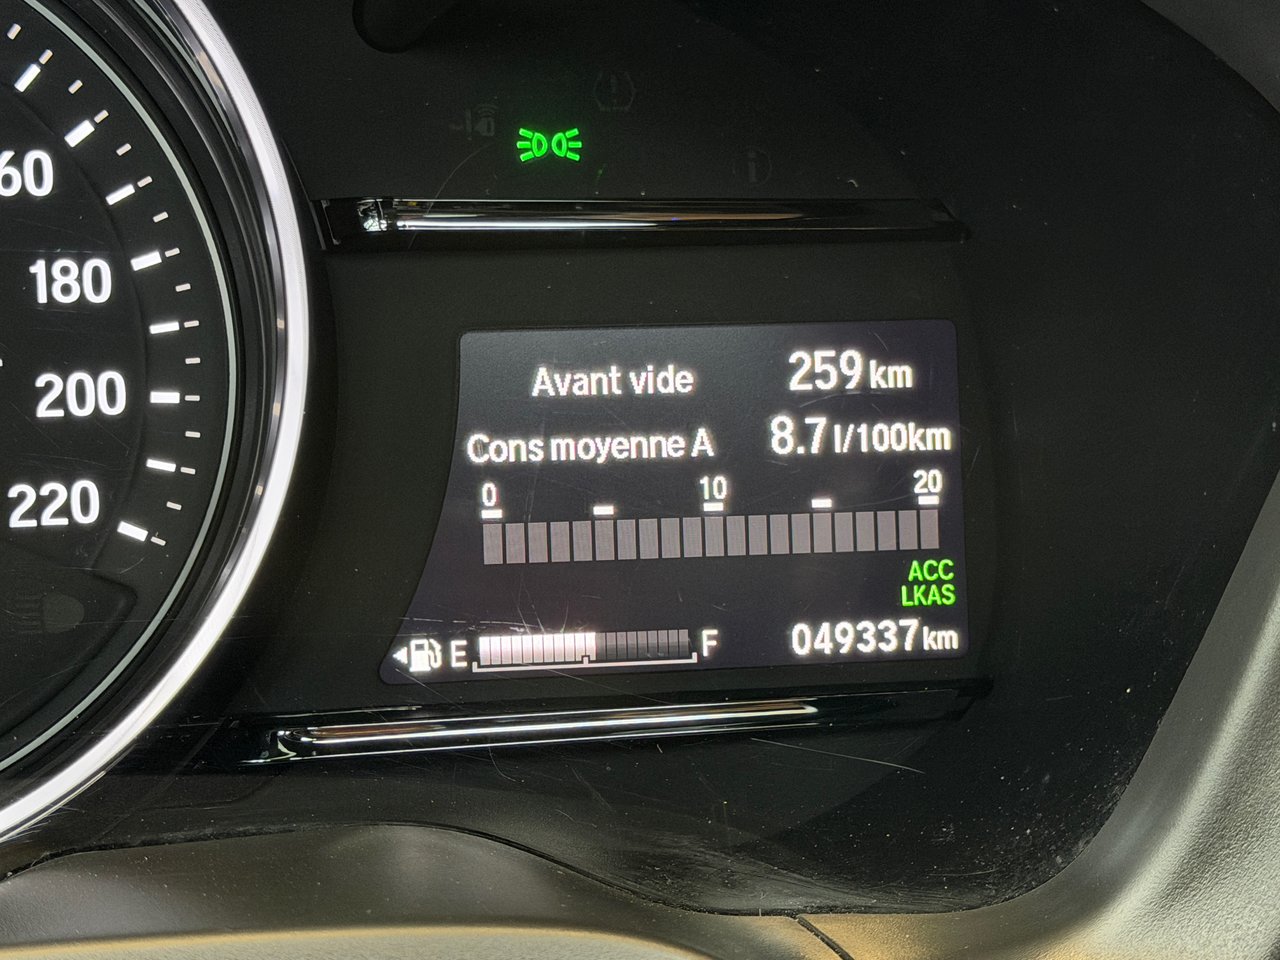 60
180
200
220
Avant vide 259 km
Cons moyenne A 8.7 l/100km
0 10 20
ACC
LKAS
E F 049337 km